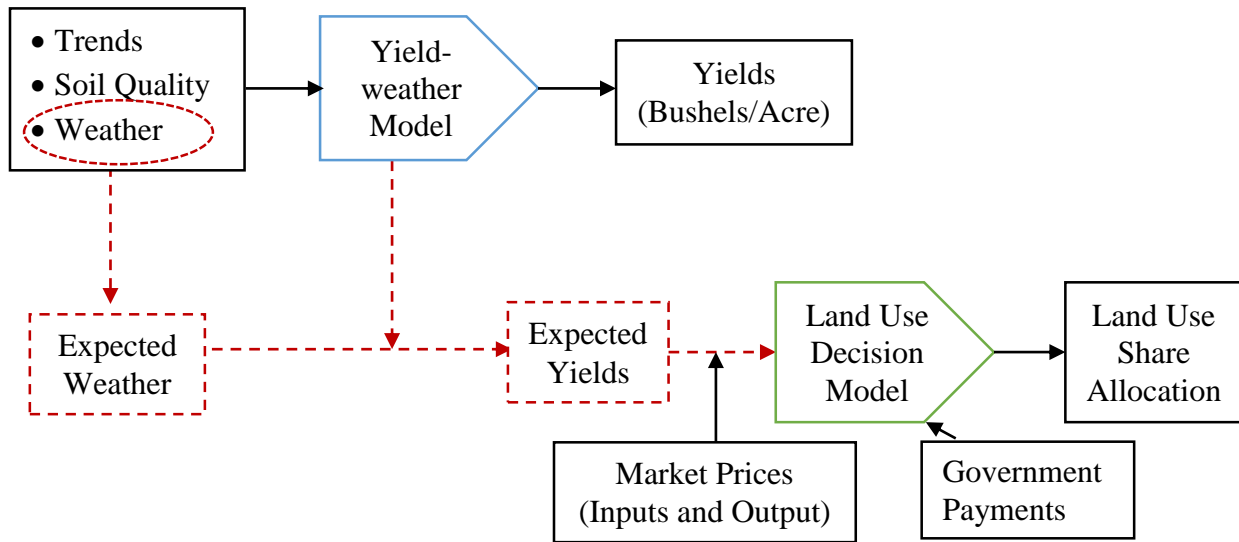 • Trends
• Soil Quality
• Weather
Yield-
weather
Model
Yields
(Bushels/Acre)
Expected
Weather
Expected
Yields
Land Use
Decision
Model
Land Use
Share
Allocation
Market Prices
(Inputs and Output)
Government
Payments